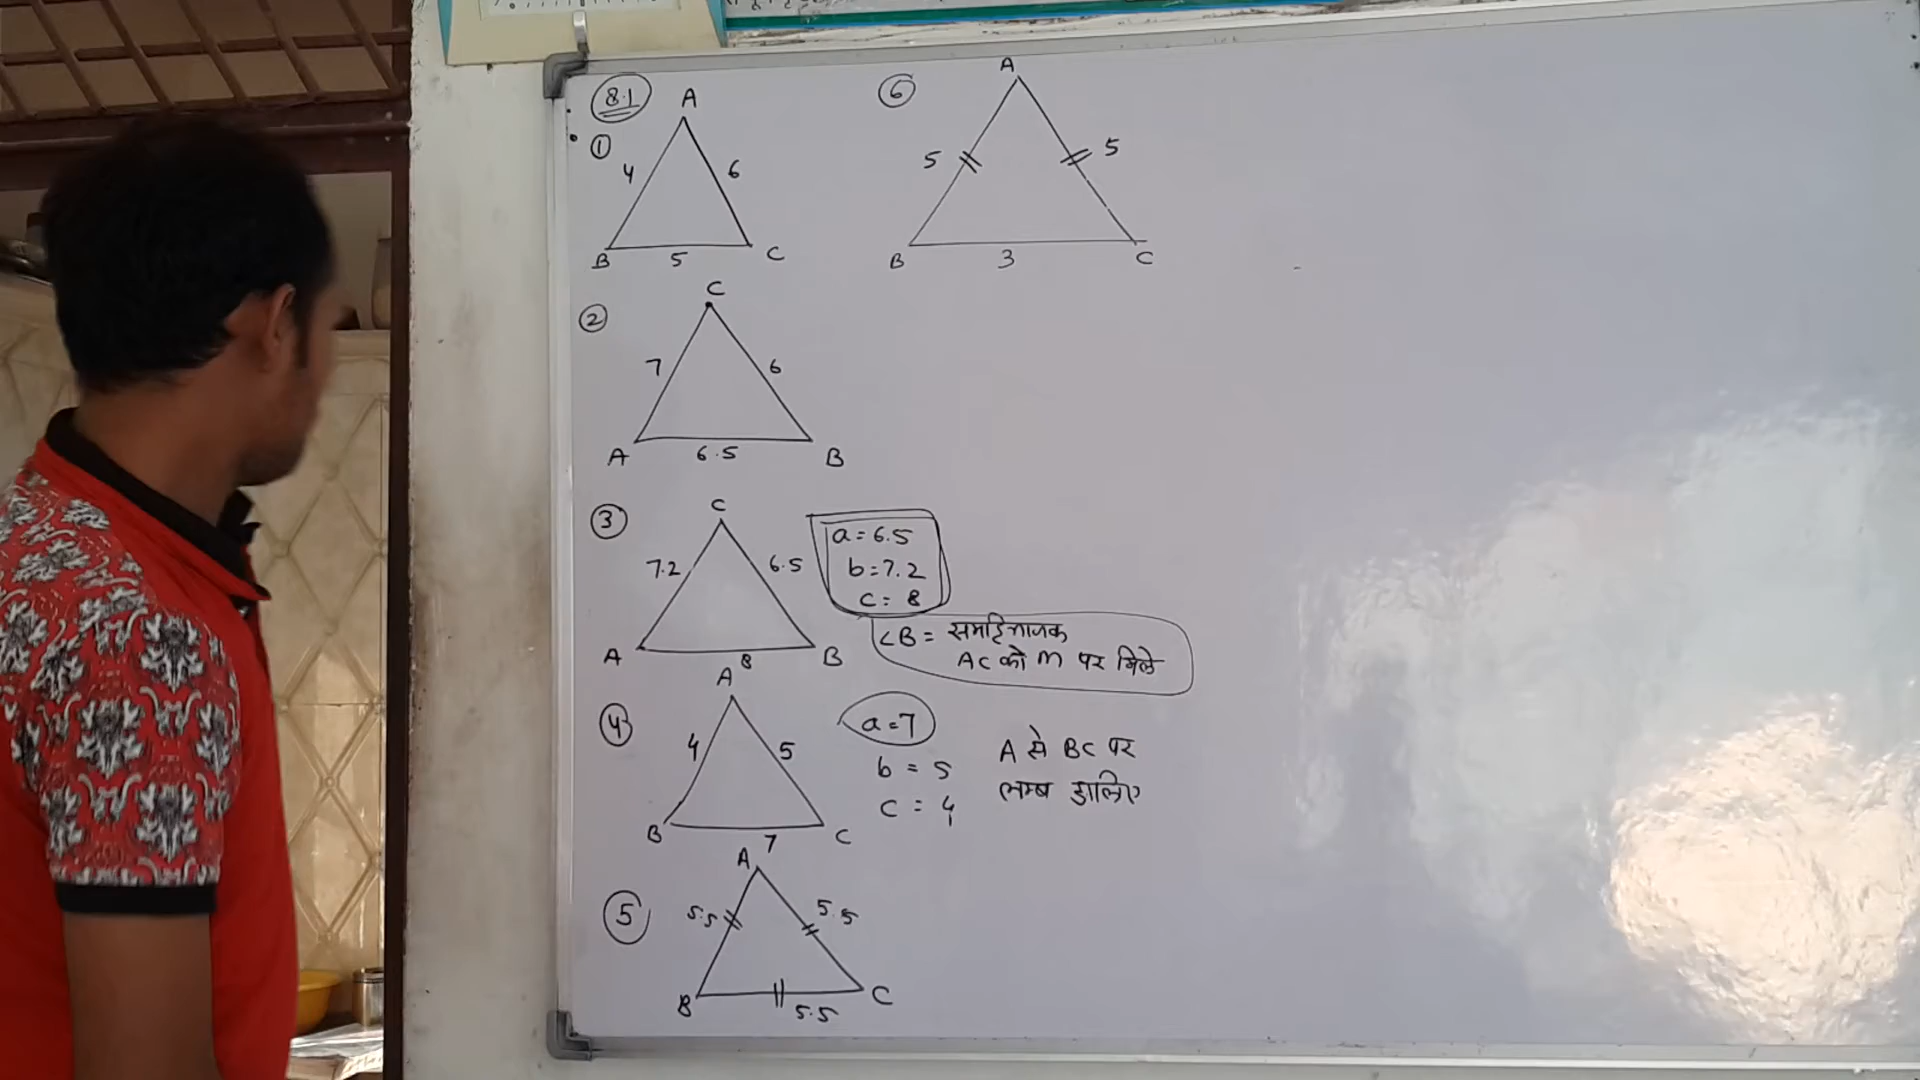 8.1
①
A
4
6
B
5
C
②
C
7
6
A
6.5
B
③
C
7.2
6.5
A
8
B
a = 6.5
b = 7.2
c = 8
∠B = समद्विभाजक
AC को m पर मिले
④
A
4
5
B
7
C
a = 7
b = 5
c = 4
A से BC पर
लम्ब डालिए
⑤
A
5.5
5.5
B
5.5
C
⑥
A
5
5
B
3
C